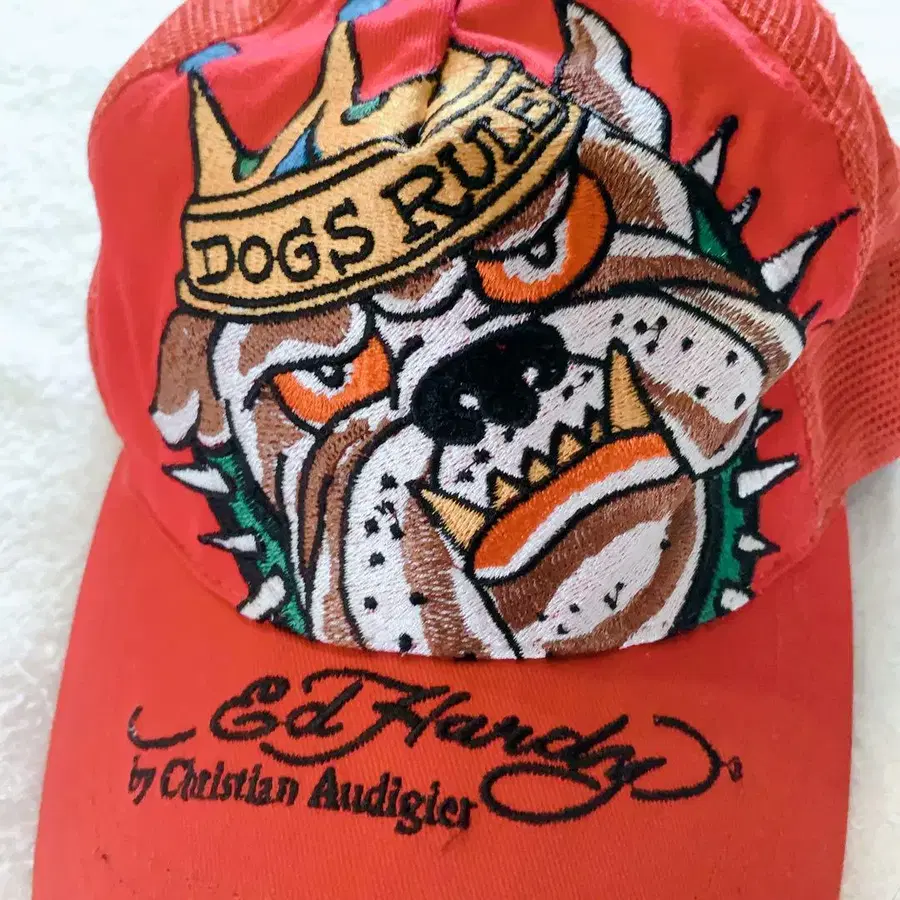 DOGS RULE
Ed Hardy
by Christian Audigier